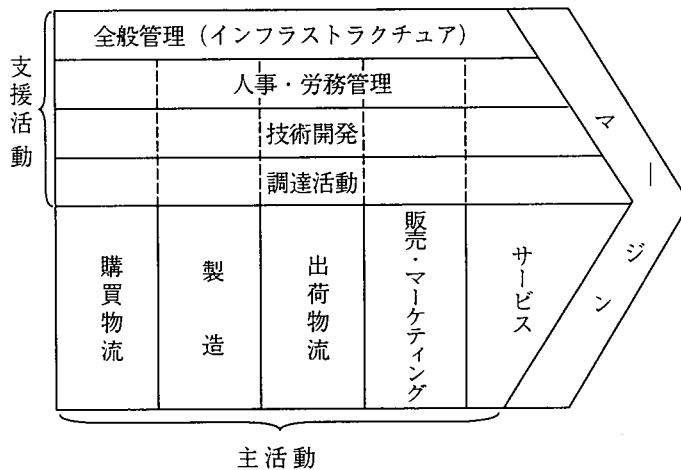 支援活動
全般管理（インフラストラクチュア）
人事・労務管理
技術開発
調達活動
購買物流
製造
出荷物流
販売・マーケティング
サービス
マージン
主活動